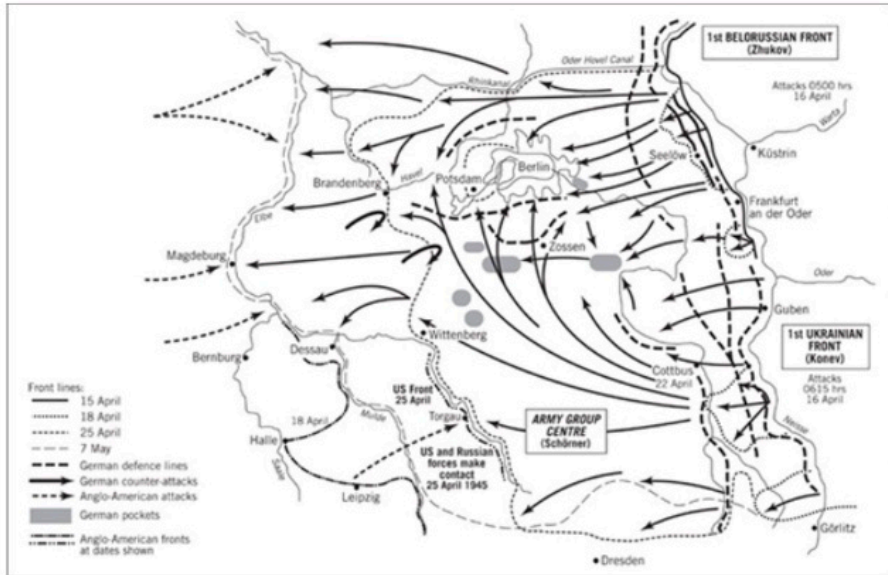 1st BELORUSSIAN FRONT
(Zhukov)
Oder Havel Canal
Rhinkanal
Attacks 0500 hrs
16 April
Warta
Küstrin
Seelow
Berlin
Havel
Potsdam
Brandenberg
Frankfurt
an der Oder
Elbe
Zossen
Magdeburg
Oder
Guben
Wittenberg
1st UKRAINIAN
FRONT
(Konev)
Dessau
Bernburg
Cottbus
22 April
Attacks
0615 hrs
16 April
US Front
25 April
Front lines:
15 April
18 April
25 April
7 May
German defence lines
German counter-attacks
Anglo-American attacks
German pockets
Anglo-American fronts
at dates shown
18 April
Mulde
Torgau
ARMY GROUP
CENTRE
(Schörner)
Neisse
Halle
US and Russian
forces make
contact
25 April 1945
Saale
Leipzig
Görlitz
Dresden